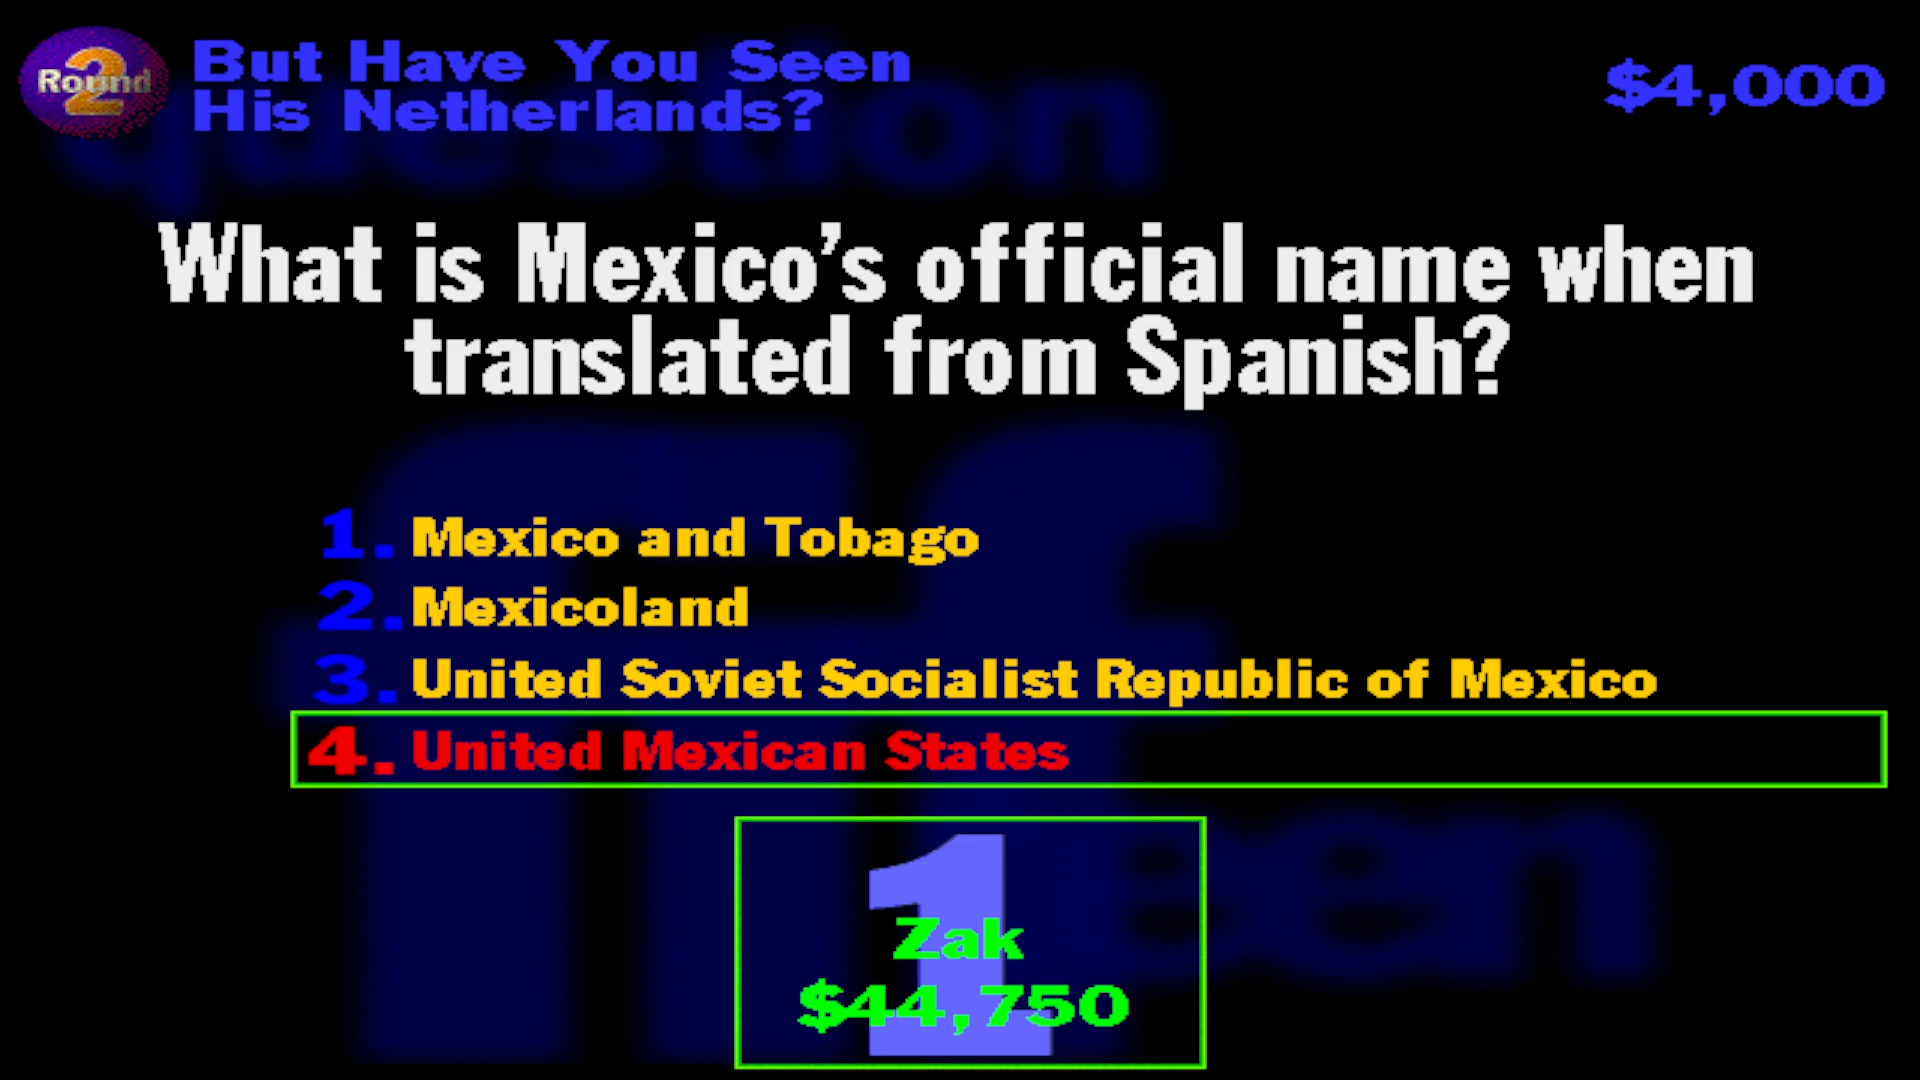 Round 2
But Have You Seen
His Netherlands?
$4,000
question
What is Mexico's official name when
translated from Spanish?
1. Mexico and Tobago
2. Mexicoland
3. United Soviet Socialist Republic of Mexico
4. United Mexican States
1
Zak
$44,750